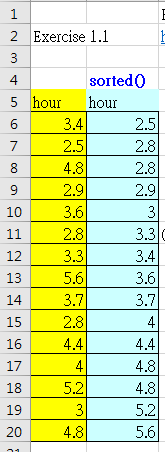 1
2 Exercise 1.1
3
4 sorted()
5 hour hour
6 3.4 2.5
7 2.5 2.8
8 4.8 2.8
9 2.9 2.9
10 3.6 3
11 2.8 3.3 (
12 3.3 3.4
13 5.6 3.6
14 3.7 3.7
15 2.8 4
16 4.4 4.4
17 4 4.8
18 5.2 4.8
19 3 5.2
20 4.8 5.6